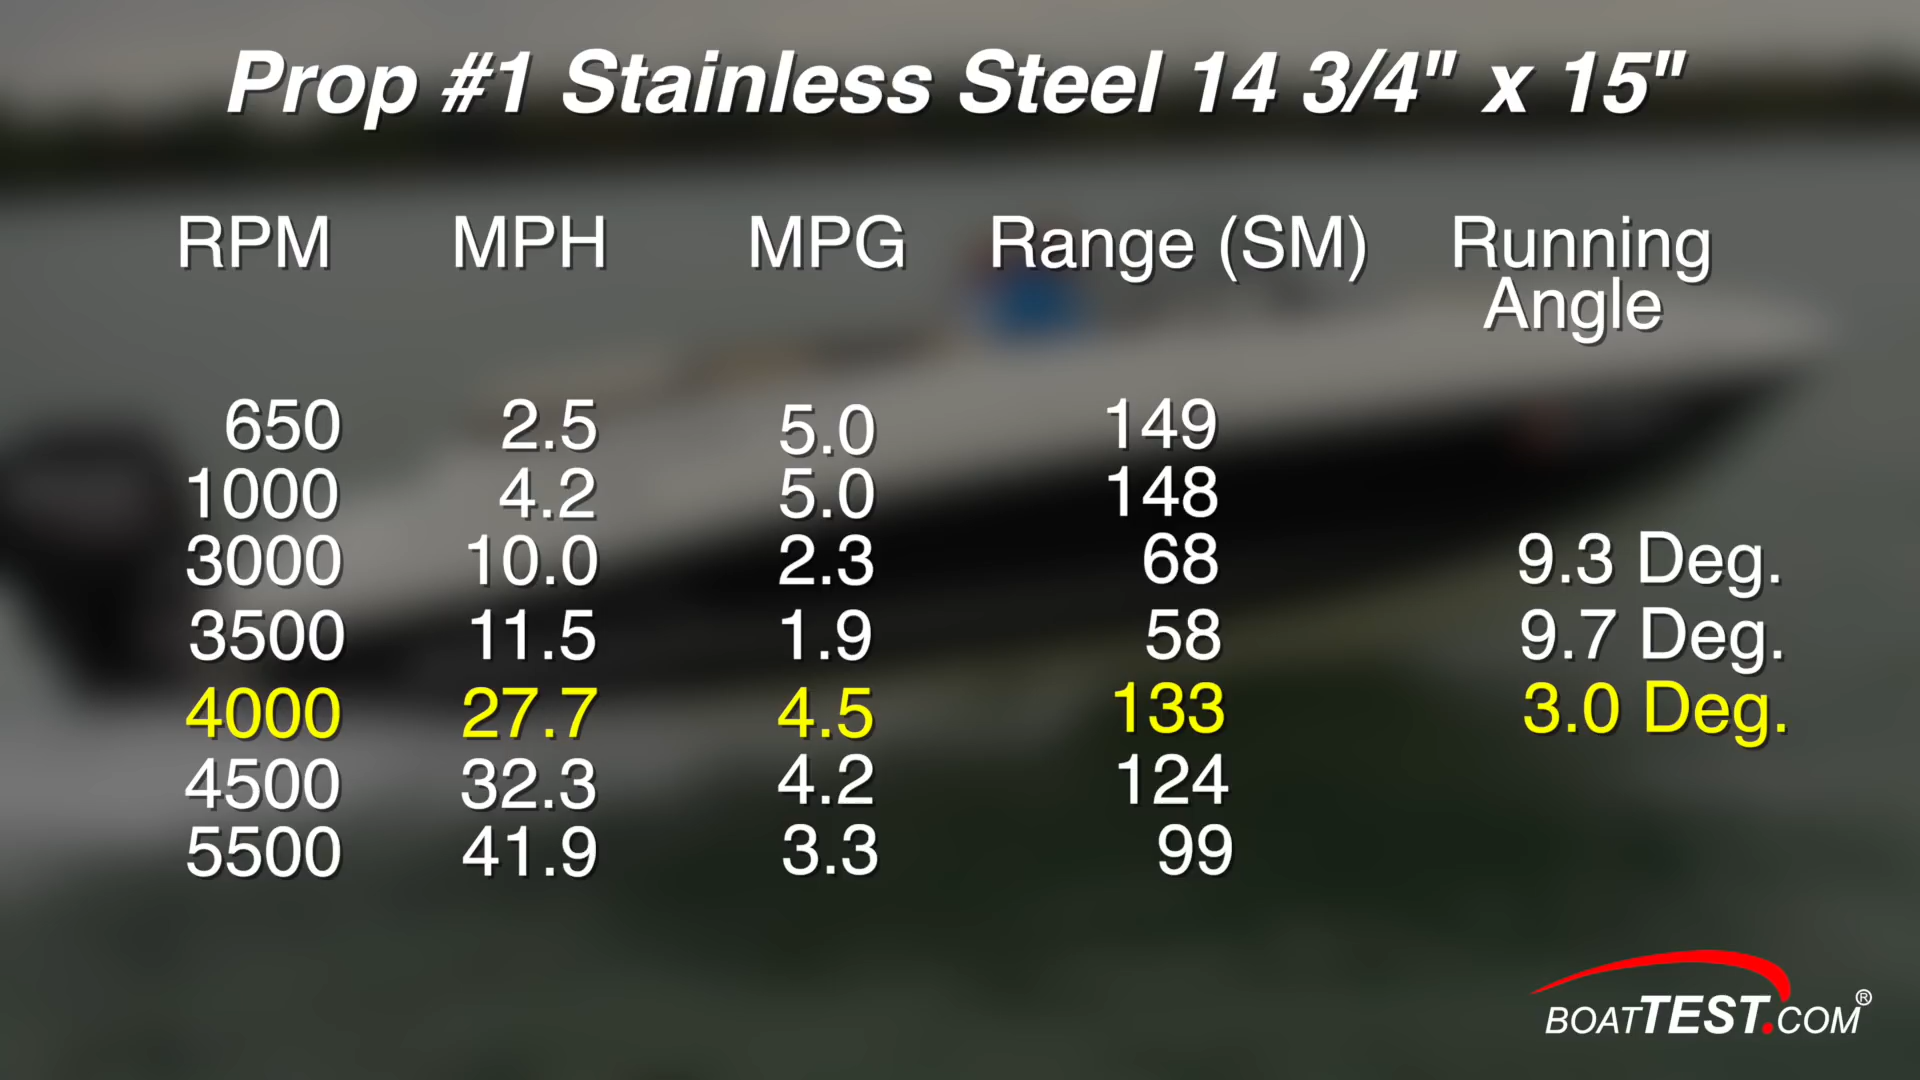 Prop #1 Stainless Steel 14 3/4" x 15"
RPM MPH MPG Range (SM) Running Angle
650 2.5 5.0 149
1000 4.2 5.0 148
3000 10.0 2.3 68 9.3 Deg.
3500 11.5 1.9 58 9.7 Deg.
4000 27.7 4.5 133 3.0 Deg.
4500 32.3 4.2 124
5500 41.9 3.3 99
BOATTEST.COM®